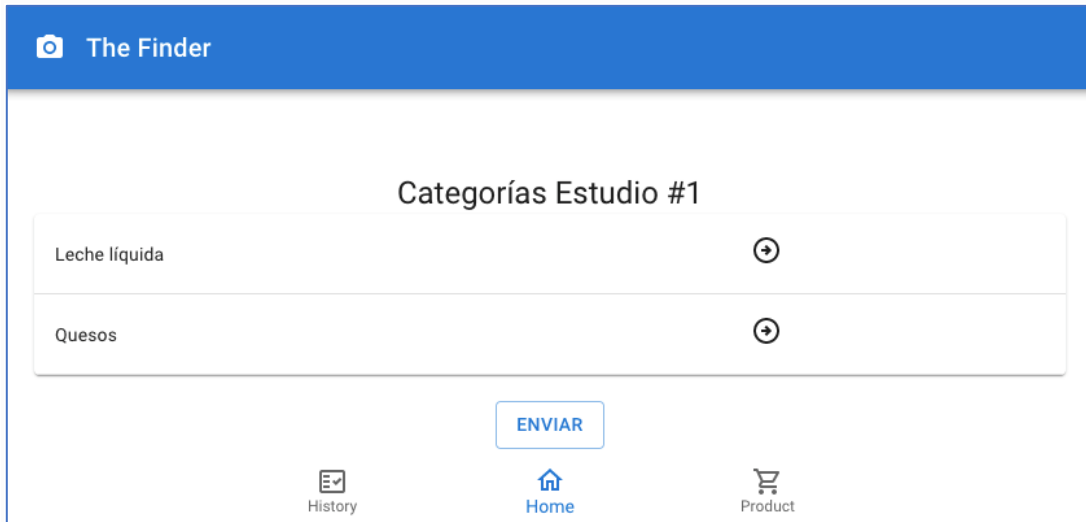 The Finder
Categorías Estudio #1
Leche líquida
Quesos
ENVIAR
History Home Product